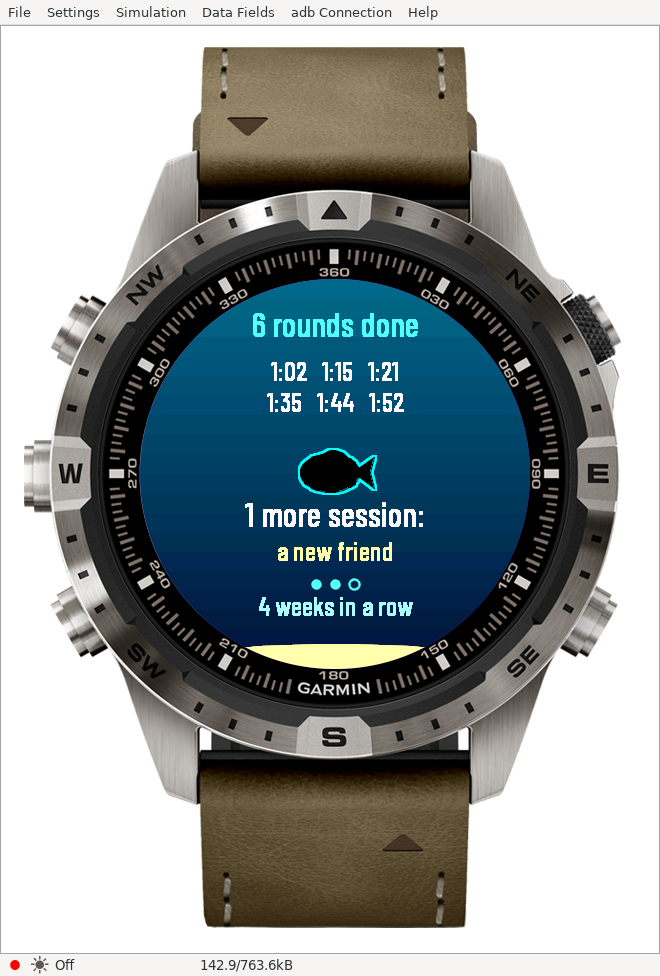 File Settings Simulation Data Fields adb Connection Help
360
330 030
NW NE
300 060
6 rounds done
1:02 1:15 1:21
1:35 1:44 1:52
W 270 090 E
1 more session:
a new friend
240 120
4 weeks in a row
210 150
SW SE
180
GARMIN
S
Off 142.9/763.6kB